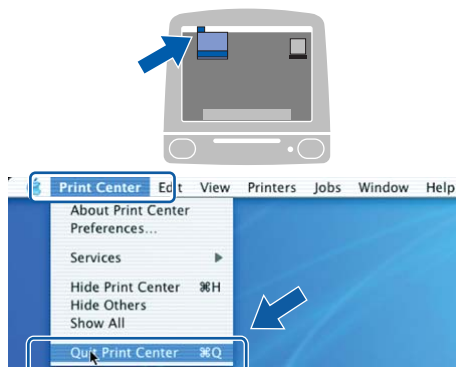 Print Center Edit View Printers Jobs Window Help
About Print Center
Preferences...
Services
Hide Print Center ⌘H
Hide Others
Show All
Quit Print Center ⌘Q